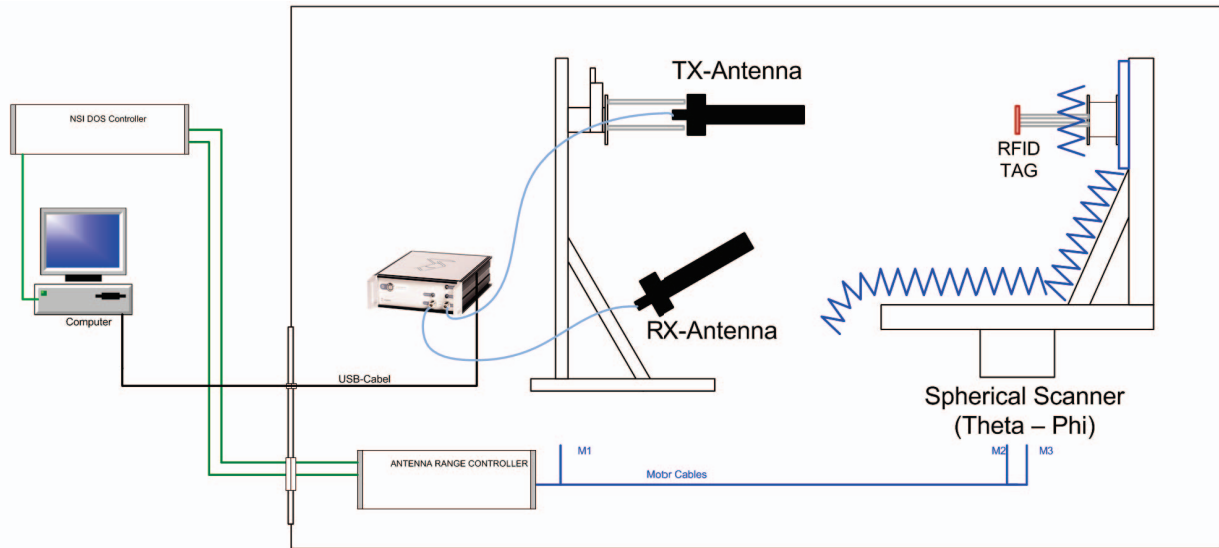 TX-Antenna
NSI DOS Controller
RFID
TAG
Computer
RX-Antenna
USB-Cabel
Spherical Scanner
(Theta – Phi)
M1
M2
M3
ANTENNA RANGE CONTROLLER
Motor Cables